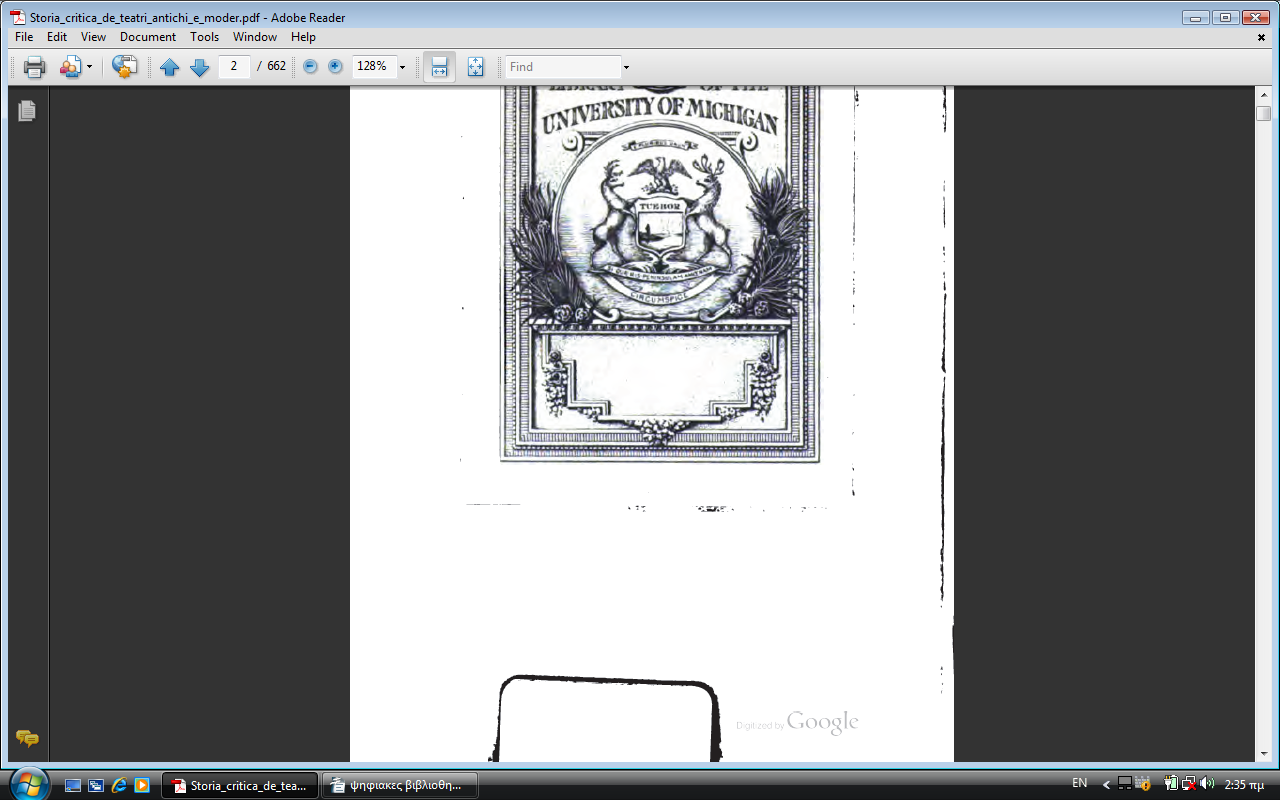 Storia_critica_de_teatri_antichi_e_moder.pdf - Adobe Reader
File Edit View Document Tools Window Help
2 / 662 128% Find
UNIVERSITY OF MICHIGAN
TUEBOR
CIRCUMSPICE
Digitized by Google
Storia_critica_de_tea... ψηφιακες βιβλιοθη... EN 2:35 πμ